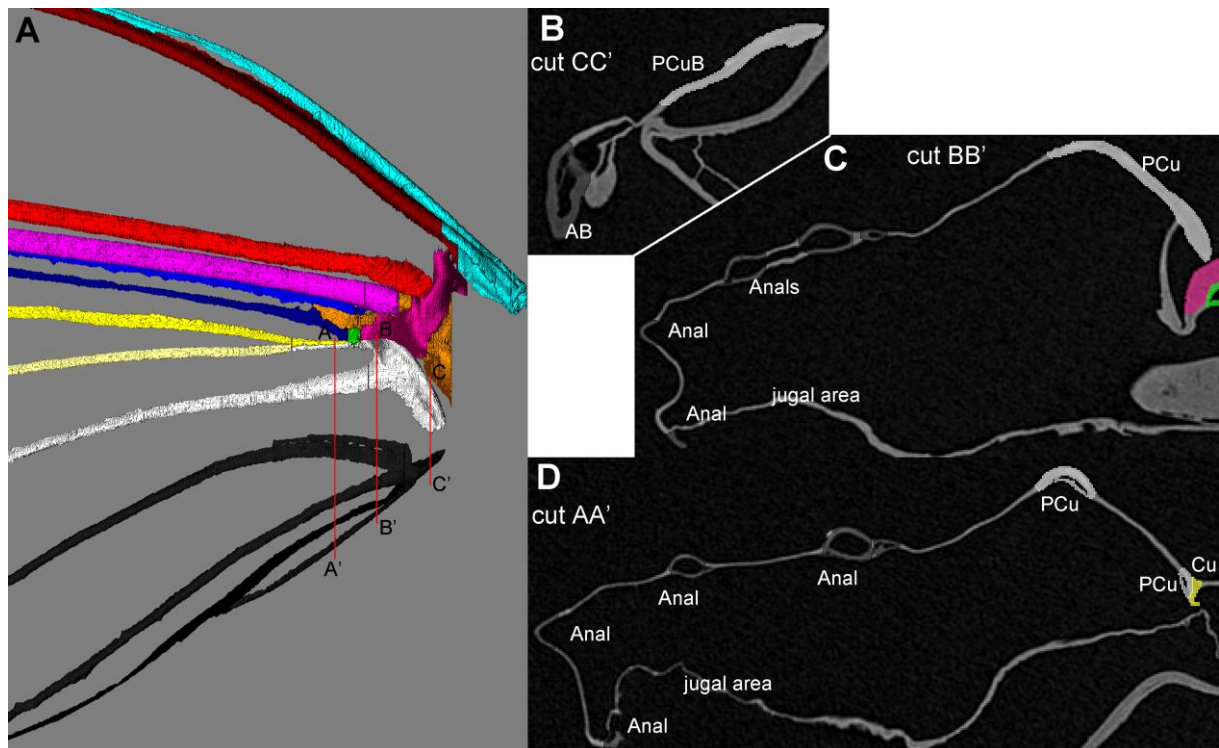 A
A
B
C
A'
B'
C'
B
cut CC'
PCuB
AB
C
cut BB'
PCu
Anals
Anal
Anal
jugal area
D
cut AA'
PCu
Cu
PCu
Anal
Anal
Anal
jugal area
Anal